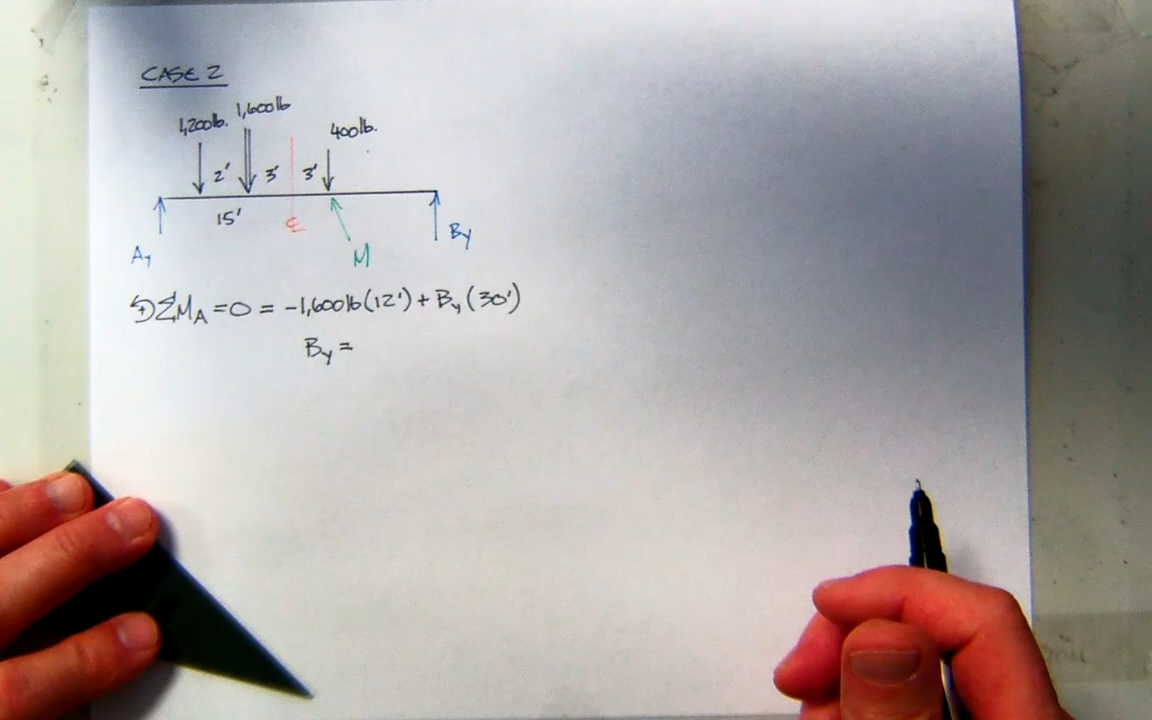 CASE 2
1,200lb. 1,600lb 400lb.
2' 3' 3'
15' ℄
Ay M By
↺+ ΣMA = 0 = -1,600lb(12') + By(30')
By =